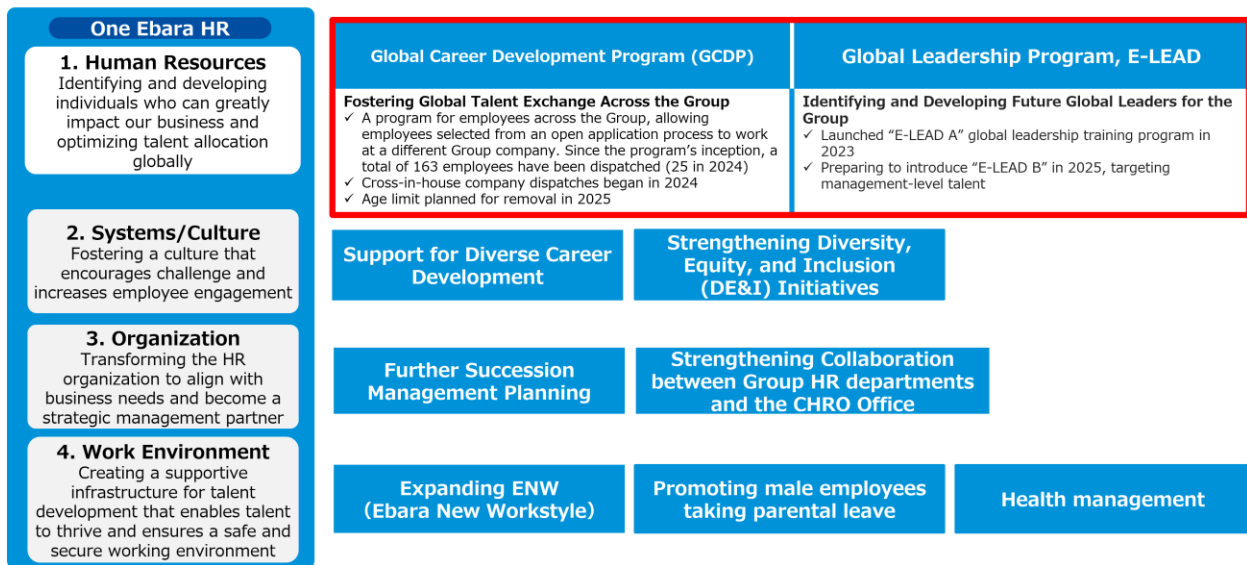 One Ebara HR
1. Human Resources
Identifying and developing
individuals who can greatly
impact our business and
optimizing talent allocation
globally
Global Career Development Program (GCDP)
Fostering Global Talent Exchange Across the Group
✓ A program for employees across the Group, allowing
employees selected from an open application process to work
at a different Group company. Since the program's inception, a
total of 163 employees have been dispatched (25 in 2024)
✓ Cross-in-house company dispatches began in 2024
✓ Age limit planned for removal in 2025
Global Leadership Program, E-LEAD
Identifying and Developing Future Global Leaders for the
Group
✓ Launched “E-LEAD A” global leadership training program in
2023
✓ Preparing to introduce “E-LEAD B” in 2025, targeting
management-level talent
2. Systems/Culture
Fostering a culture that
encourages challenge and
increases employee engagement
Support for Diverse Career
Development
Strengthening Diversity,
Equity, and Inclusion
(DE&I) Initiatives
3. Organization
Transforming the HR
organization to align with
business needs and become a
strategic management partner
Further Succession
Management Planning
Strengthening Collaboration
between Group HR departments
and the CHRO Office
4. Work Environment
Creating a supportive
infrastructure for talent
development that enables talent
to thrive and ensures a safe and
secure working environment
Expanding ENW
(Ebara New Workstyle)
Promoting male employees
taking parental leave
Health management